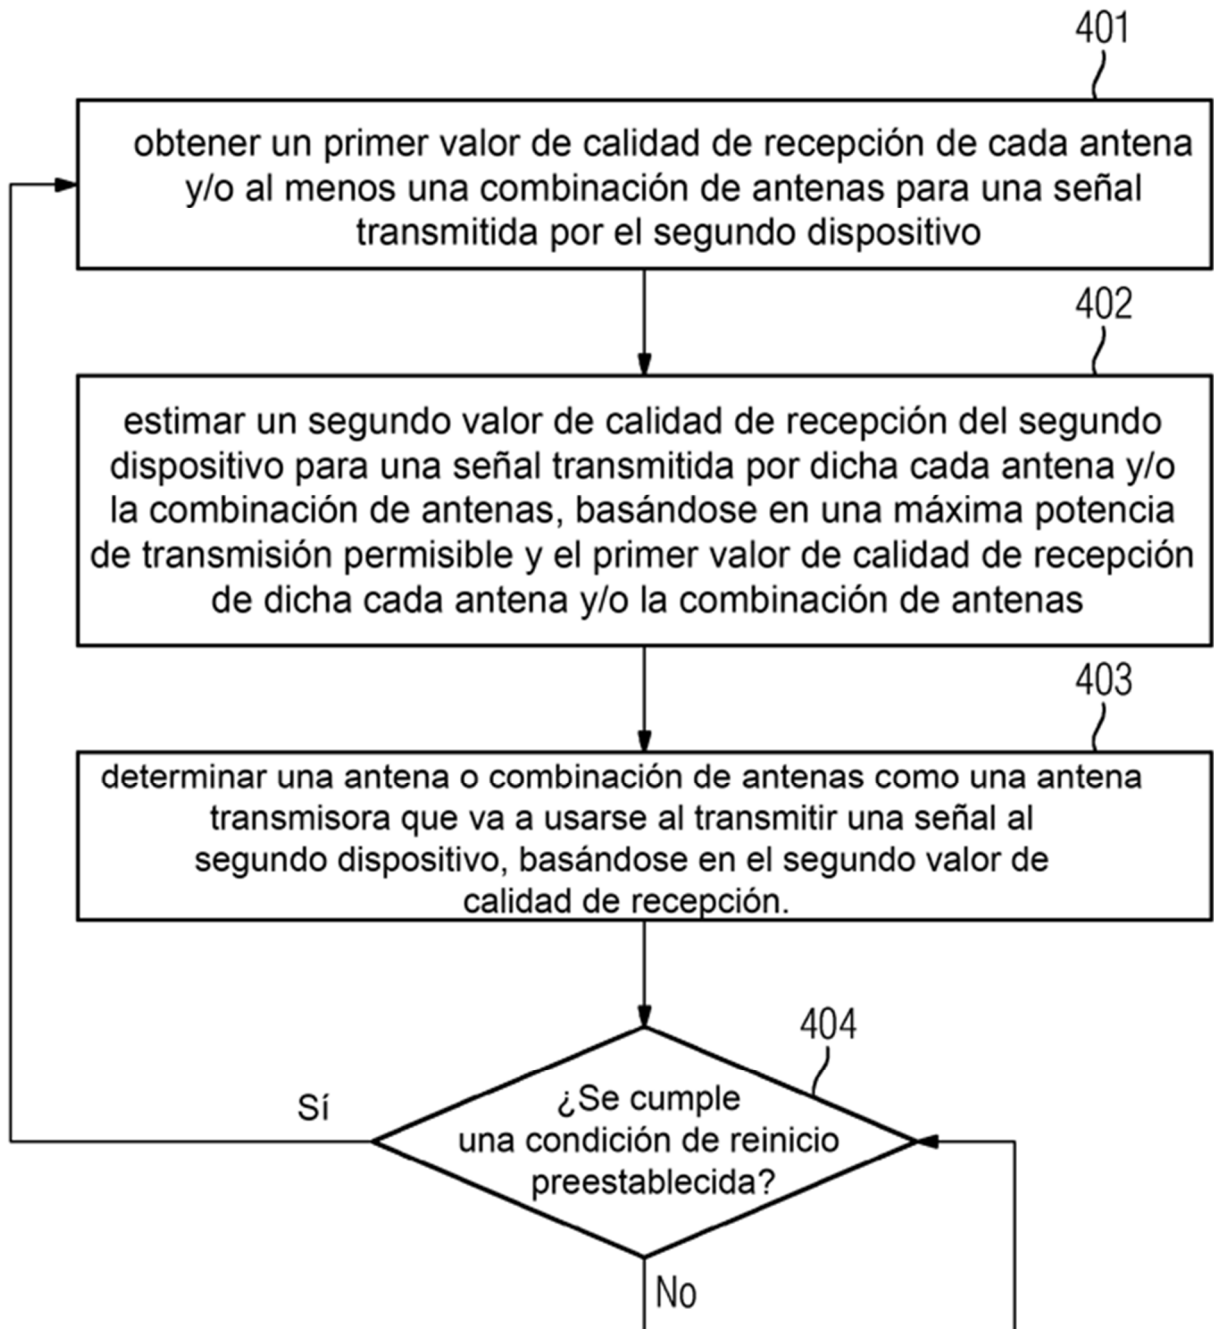 401
obtener un primer valor de calidad de recepción de cada antena
y/o al menos una combinación de antenas para una señal
transmitida por el segundo dispositivo
402
estimar un segundo valor de calidad de recepción del segundo
dispositivo para una señal transmitida por dicha cada antena y/o
la combinación de antenas, basándose en una máxima potencia
de transmisión permisible y el primer valor de calidad de recepción
de dicha cada antena y/o la combinación de antenas
403
determinar una antena o combinación de antenas como una antena
transmisora que va a usarse al transmitir una señal al
segundo dispositivo, basándose en el segundo valor de
calidad de recepción.
404
¿Se cumple
una condición de reinicio
preestablecida?
Sí
No